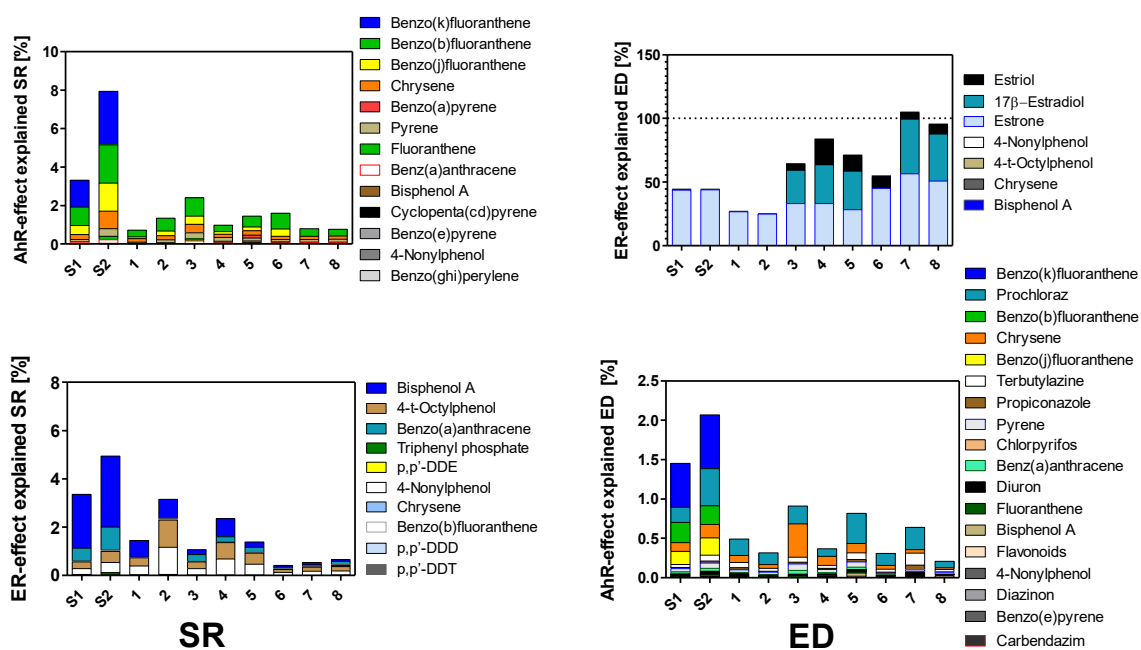 AhR-effect explained SR [%]
10
8
6
4
2
0
S1 S2 1 2 3 4 5 6 7 8
Benzo(k)fluoranthene
Benzo(b)fluoranthene
Benzo(j)fluoranthene
Chrysene
Benzo(a)pyrene
Pyrene
Fluoranthene
Benz(a)anthracene
Bisphenol A
Cyclopenta(cd)pyrene
Benzo(e)pyrene
4-Nonylphenol
Benzo(ghi)perylene
ER-effect explained ED [%]
150
100
50
0
S1 S2 1 2 3 4 5 6 7 8
Estriol
17β−Estradiol
Estrone
4-Nonylphenol
4-t-Octylphenol
Chrysene
Bisphenol A
ER-effect explained SR [%]
8
6
4
2
0
S1 S2 1 2 3 4 5 6 7 8
Bisphenol A
4-t-Octylphenol
Benzo(a)anthracene
Triphenyl phosphate
p,p'-DDE
4-Nonylphenol
Chrysene
Benzo(b)fluoranthene
p,p'-DDD
p,p'-DDT
SR
AhR-effect explained ED [%]
2.5
2.0
1.5
1.0
0.5
0.0
S1 S2 1 2 3 4 5 6 7 8
Benzo(k)fluoranthene
Prochloraz
Benzo(b)fluoranthene
Chrysene
Benzo(j)fluoranthene
Terbutylazine
Propiconazole
Pyrene
Chlorpyrifos
Benz(a)anthracene
Diuron
Fluoranthene
Bisphenol A
Flavonoids
4-Nonylphenol
Diazinon
Benzo(e)pyrene
Carbendazim
ED